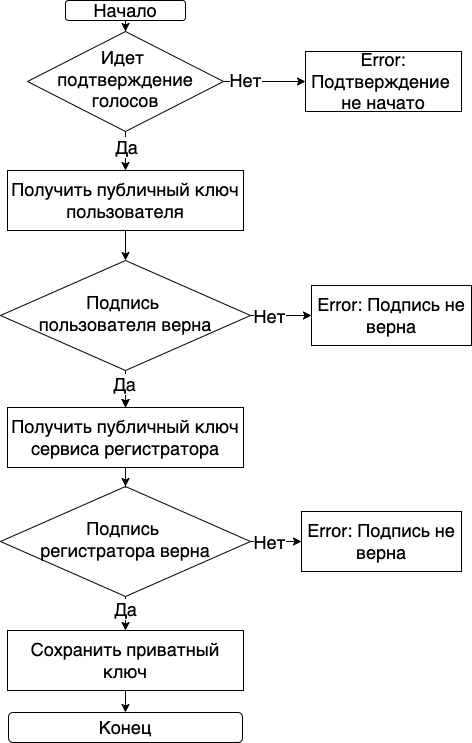 Начало
Идет
подтверждение
голосов
Нет
Error:
Подтверждение
не начато
Да
Получить публичный ключ
пользователя
Подпись
пользователя верна
Нет
Error: Подпись не
верна
Да
Получить публичный ключ
сервиса регистратора
Подпись
регистратора верна
Нет
Error: Подпись не
верна
Да
Сохранить приватный
ключ
Конец